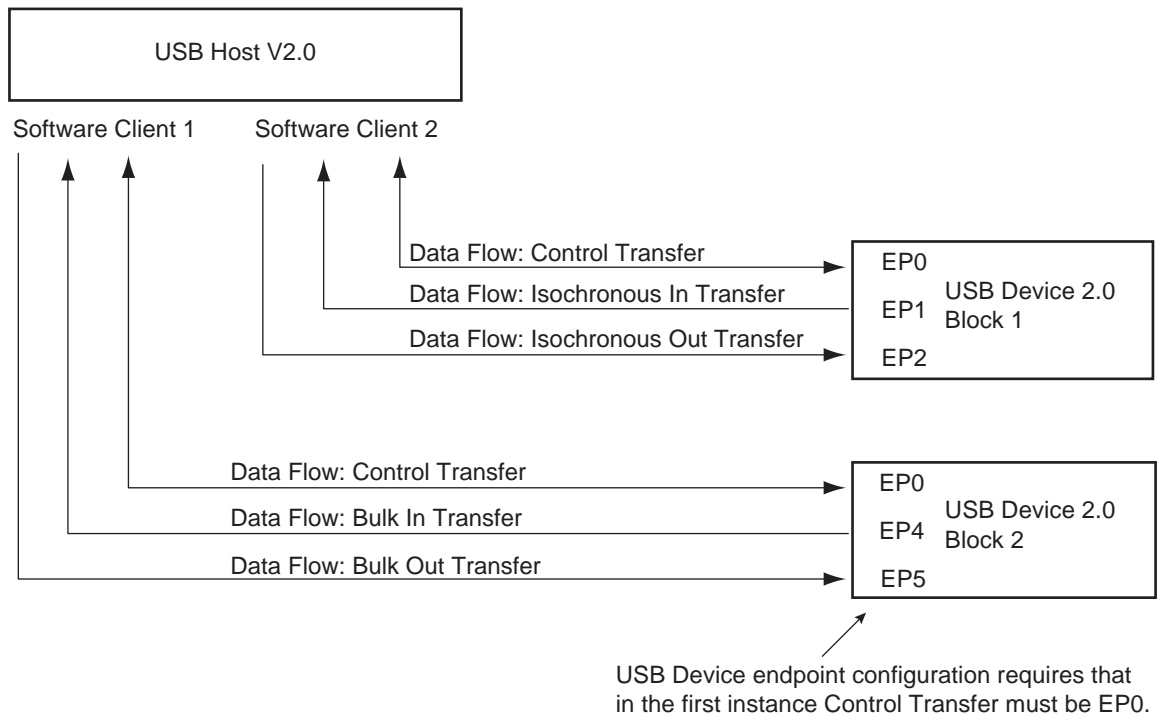 USB Host V2.0
Software Client 1
Software Client 2
Data Flow: Control Transfer
Data Flow: Isochronous In Transfer
Data Flow: Isochronous Out Transfer
EP0
EP1
EP2
USB Device 2.0
Block 1
Data Flow: Control Transfer
Data Flow: Bulk In Transfer
Data Flow: Bulk Out Transfer
EP0
EP4
EP5
USB Device 2.0
Block 2
USB Device endpoint configuration requires that
in the first instance Control Transfer must be EP0.